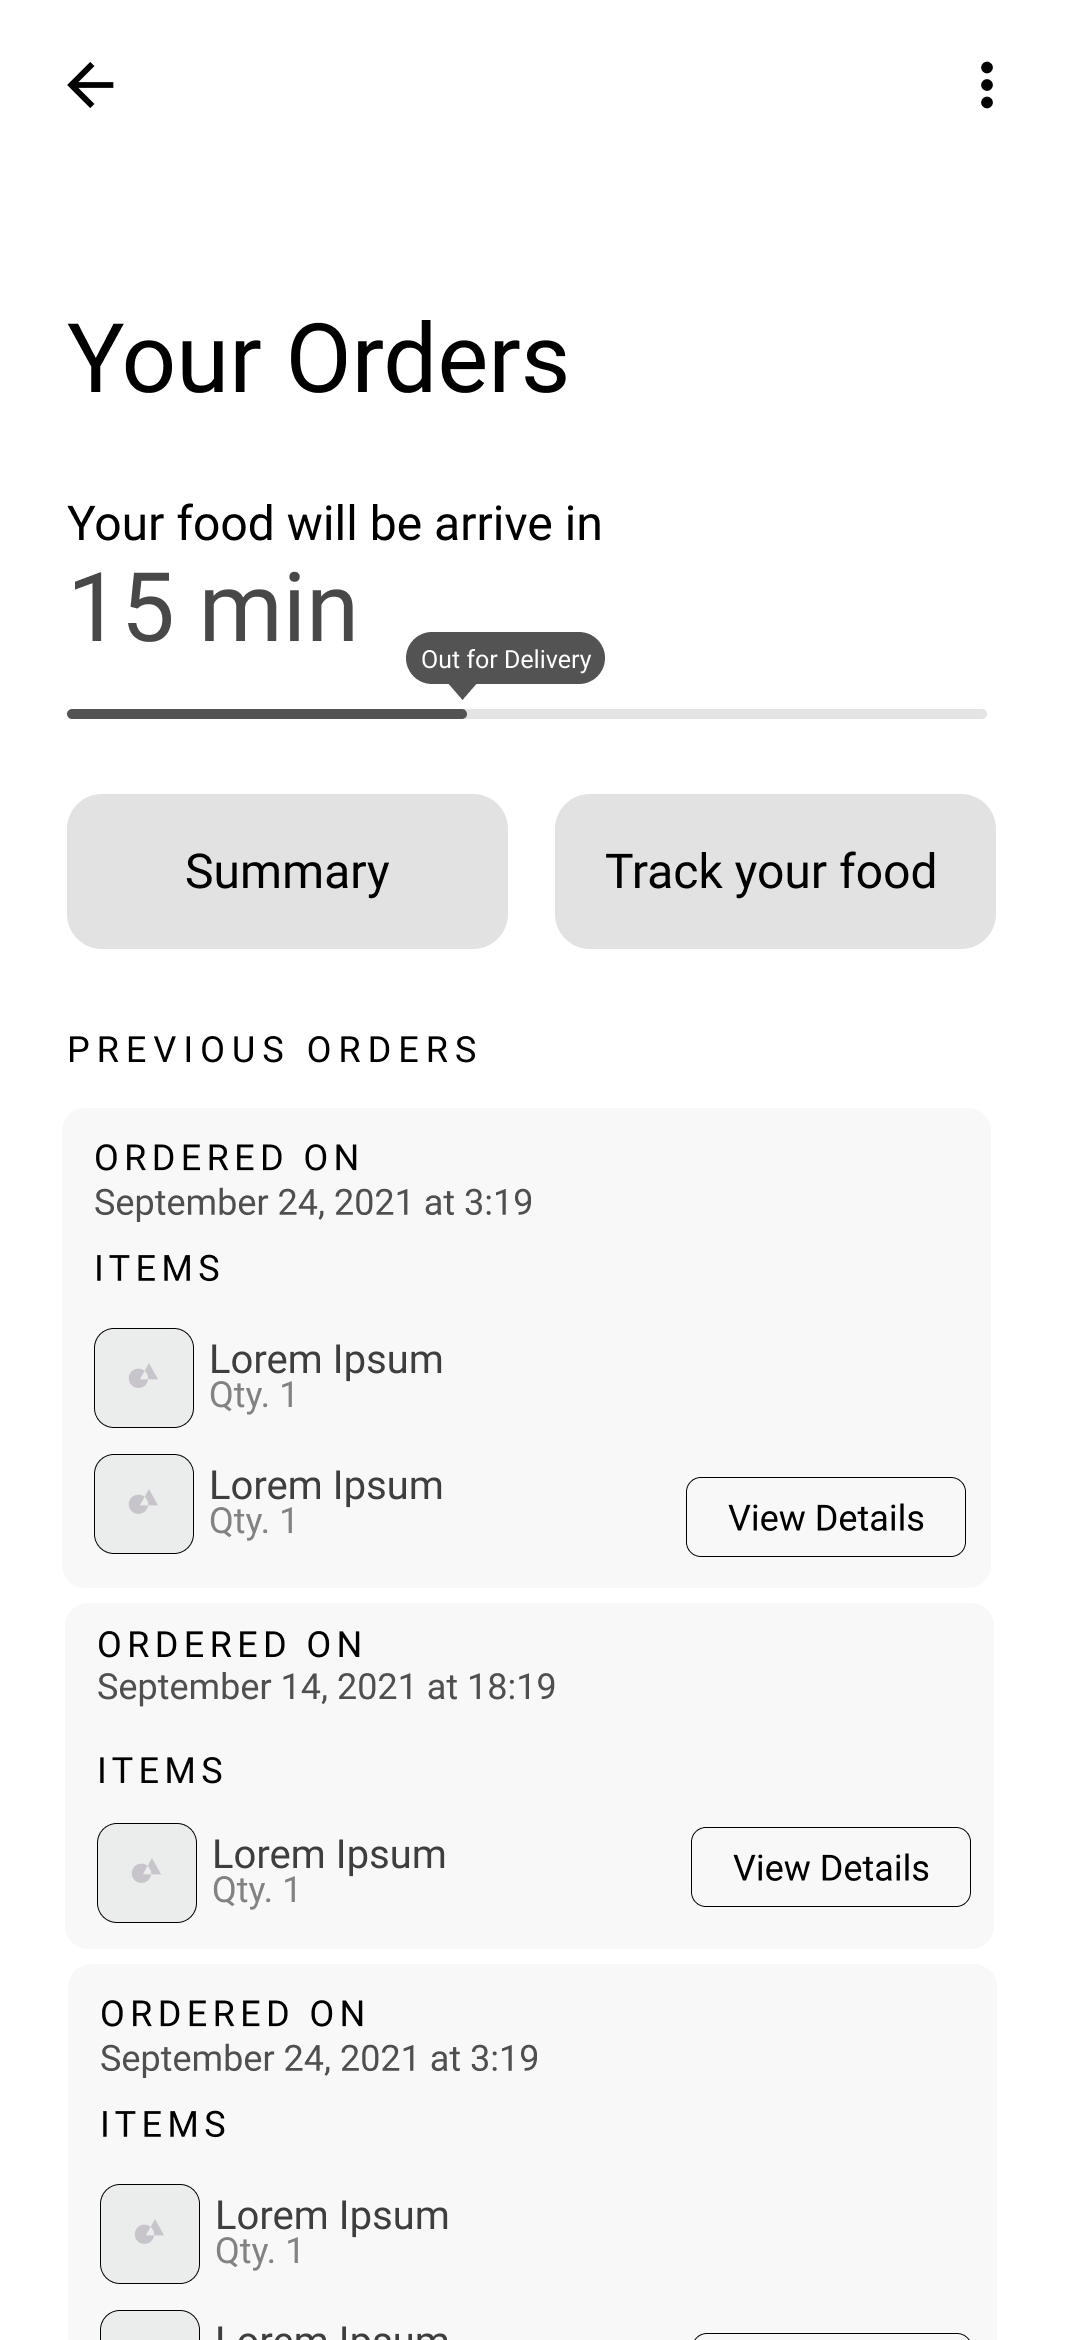 Your Orders
Your food will be arrive in
15 min
Out for Delivery
Summary
Track your food
PREVIOUS ORDERS
ORDERED ON
September 24, 2021 at 3:19
ITEMS
Lorem Ipsum
Qty. 1
Lorem Ipsum
Qty. 1
View Details
ORDERED ON
September 14, 2021 at 18:19
ITEMS
Lorem Ipsum
Qty. 1
View Details
ORDERED ON
September 24, 2021 at 3:19
ITEMS
Lorem Ipsum
Qty. 1
Lorem Ipsum